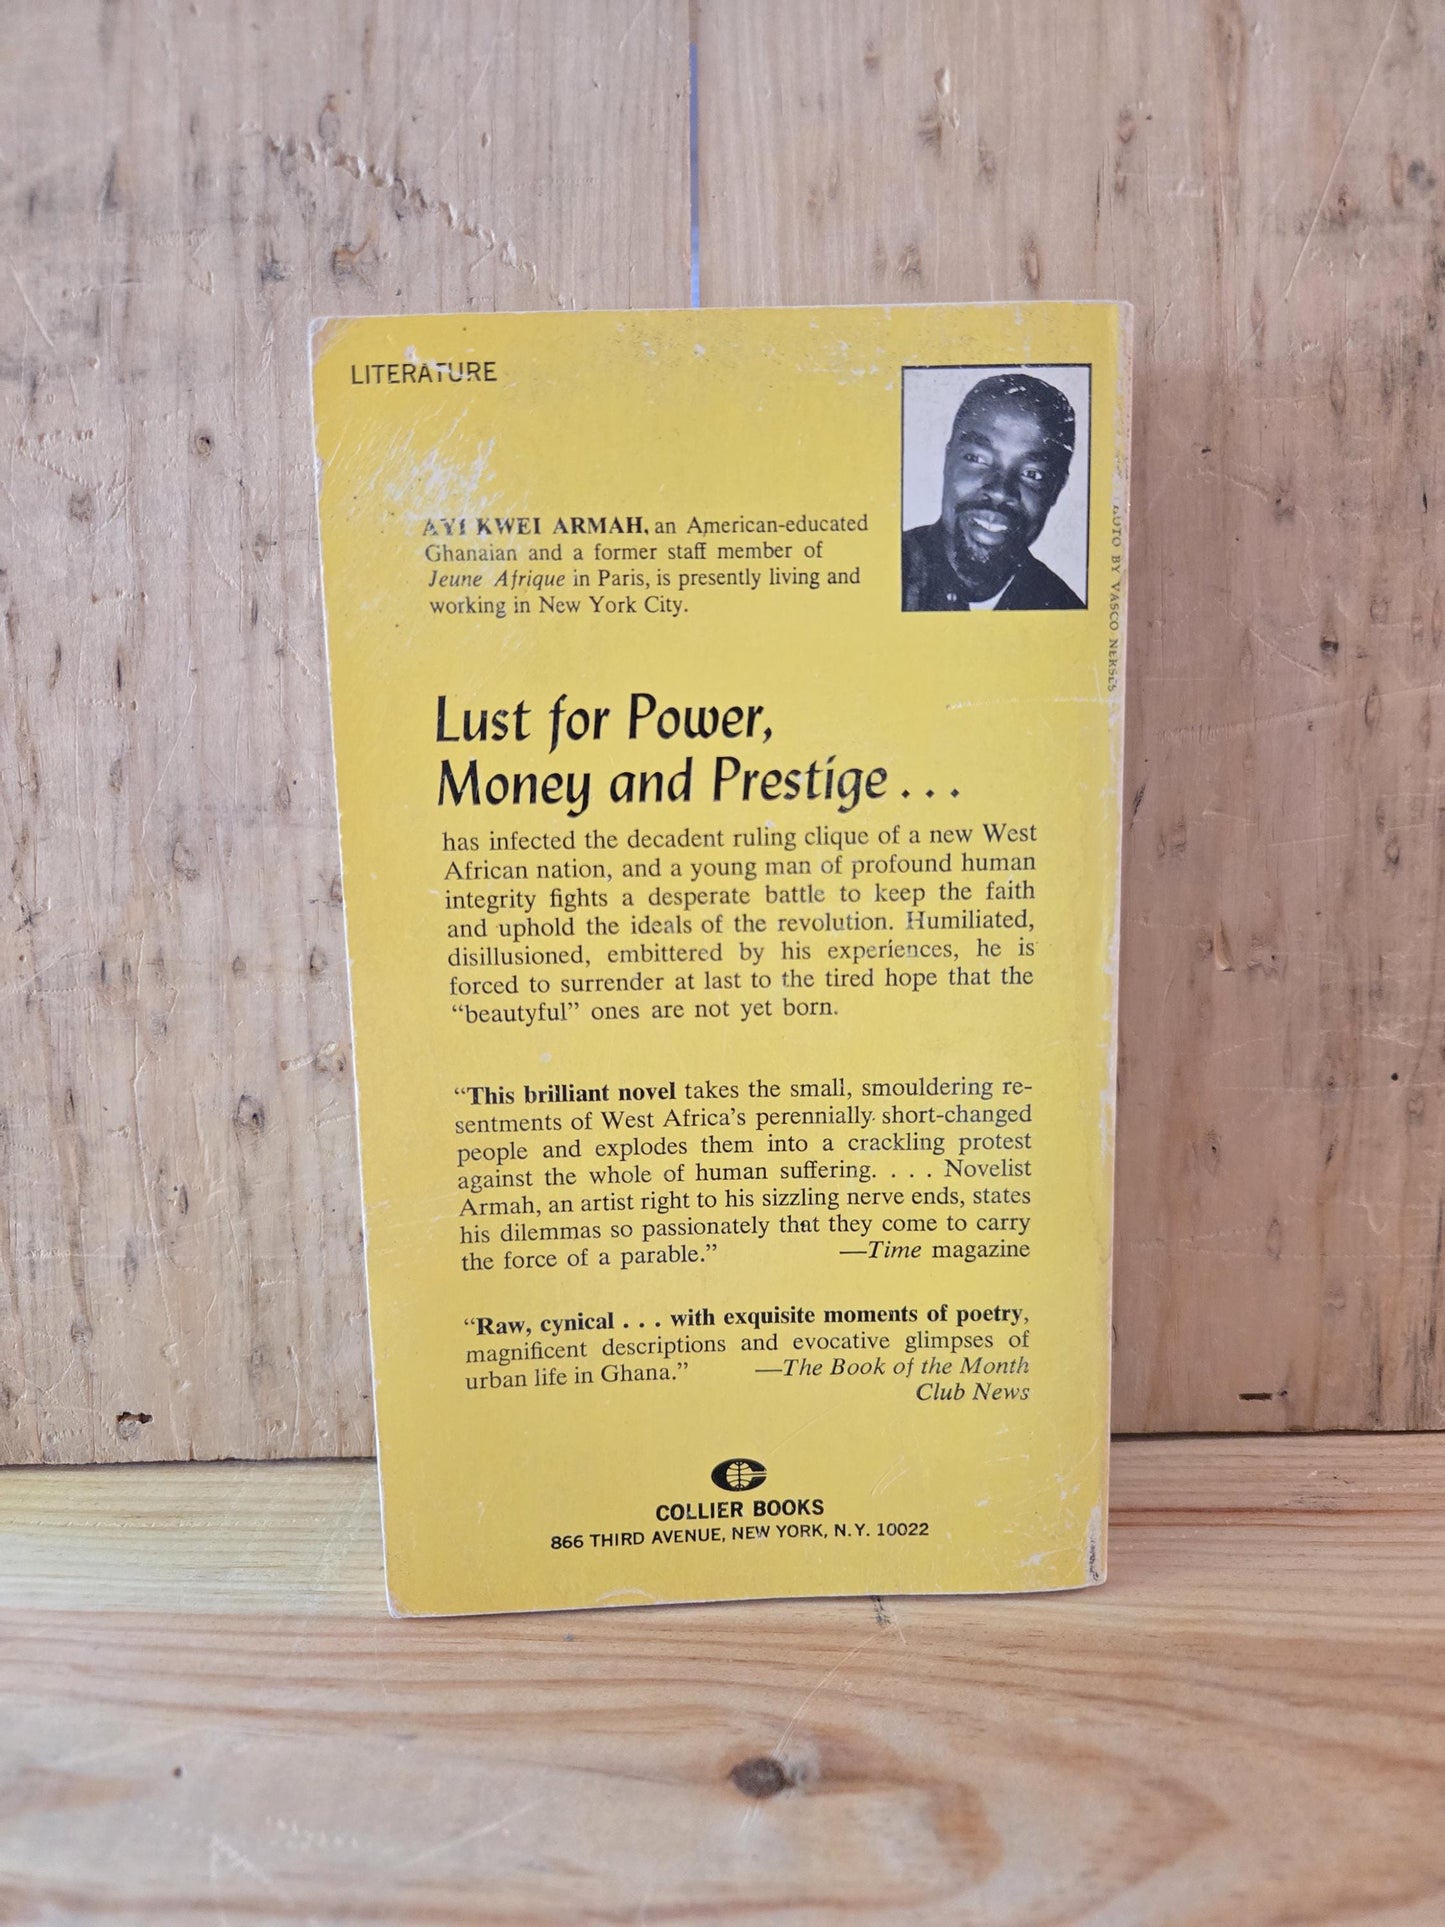 LITERATURE
AYI KWEI ARMAH, an American-educated
Ghanaian and a former staff member of
Jeune Afrique in Paris, is presently living and
working in New York City.
PHOTO BY VASCO NERSES
Lust for Power,
Money and Prestige . . .
has infected the decadent ruling clique of a new West
African nation, and a young man of profound human
integrity fights a desperate battle to keep the faith
and uphold the ideals of the revolution. Humiliated,
disillusioned, embittered by his experiences, he is
forced to surrender at last to the tired hope that the
“beautyful” ones are not yet born.
“This brilliant novel takes the small, smouldering re-
sentments of West Africa’s perennially short-changed
people and explodes them into a crackling protest
against the whole of human suffering. . . . Novelist
Armah, an artist right to his sizzling nerve ends, states
his dilemmas so passionately that they come to carry
the force of a parable.” —Time magazine
“Raw, cynical . . . with exquisite moments of poetry,
magnificent descriptions and evocative glimpses of
urban life in Ghana.” —The Book of the Month
Club News
COLLIER BOOKS
866 THIRD AVENUE, NEW YORK, N.Y. 10022